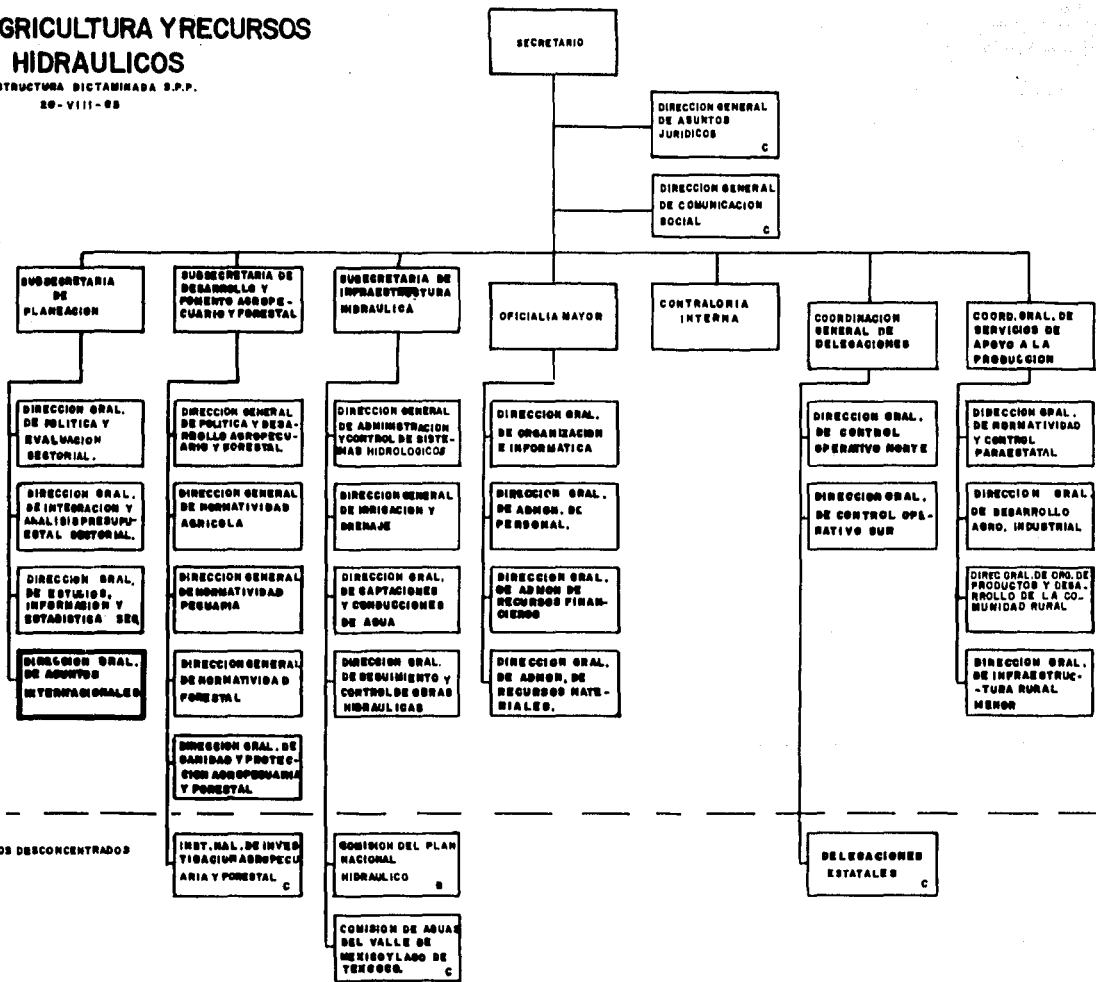 GRICULTURA Y RECURSOS
HIDRAULICOS
STRUCTURA DICTAMINADA S.P.P.
20-VIII-85
SECRETARIO
DIRECCION GENERAL
DE ASUNTOS
JURIDICOS
C
DIRECCION GENERAL
DE COMUNICACION
SOCIAL
C
SUBSECRETARIA
DE
PLANEACION
SUBSECRETARIA DE
DESARROLLO Y
FOMENTO AGROPE-
CUARIO Y FORESTAL
SUBSECRETARIA DE
INFRAESTRUCTURA
HIDRAULICA
OFICIALIA MAYOR
CONTRALORIA
INTERNA
COORDINACION
GENERAL DE
DELEGACIONES
COORD. GRAL. DE
SERVICIOS DE
APOYO A LA
PRODUCCION
DIRECCION GRAL.
DE POLITICA Y
EVALUACION
SECTORIAL.
DIRECCION GRAL.
DE INTEGRACION Y
ANALISIS PRESUPU-
ESTAL SECTORIAL.
DIRECCION GRAL.
DE ESTUDIOS,
INFORMACION Y
ESTADISTICA SEC.
DIRECCION GRAL.
DE ASUNTOS
INTERNACIONALES
DIRECCION GENERAL
DE POLITICA Y DESA-
RROLLO AGROPECU-
ARIO Y FORESTAL
DIRECCION GENERAL
DE NORMATIVIDAD
AGRICOLA
DIRECCION GENERAL
DE NORMATIVIDAD
PECUARIA
DIRECCION GENERAL
DE NORMATIVIDAD
FORESTAL
DIRECCION GRAL. DE
SANIDAD Y PROTEC-
CION AGROPECUARIA
Y FORESTAL
DIRECCION GENERAL
DE ADMINISTRACION
Y CONTROL DE SISTE-
MAS HIDROLOGICOS
DIRECCION GENERAL
DE IRRIGACION Y
DRENAJE
DIRECCION GRAL.
DE CAPTACIONES
Y CONDUCCIONES
DE AGUA
DIRECCION GRAL.
DE SEGUIMIENTO Y
CONTROL DE OBRAS
HIDRAULICAS
DIRECCION GRAL.
DE ORGANIZACION
E INFORMATICA
DIRECCION GRAL.
DE ADMON. DE
PERSONAL.
DIRECCION GRAL.
DE ADMON DE
RECURSOS FINAN-
CIEROS
DIRECCION GRAL.
DE ADMON. DE
RECURSOS MATE-
RIALES.
DIRECCION GRAL.
DE CONTROL
OPERATIVO NORTE
DIRECCION GRAL.
DE CONTROL OPE-
RATIVO SUR
DIRECCION GRAL.
DE NORMATIVIDAD
Y CONTROL
PARAESTATAL
DIRECCION GRAL.
DE DESARROLLO
AGRO. INDUSTRIAL
DIREC GRAL. DE ORG. DE
PRODUCTOS Y DESA-
RROLLO DE LA CO-
MUNIDAD RURAL
DIRECCION GRAL.
DE INFRAESTRUC-
-TURA RURAL
MENOR
OS DESCONCENTRADOS
INST. NAL. DE INVES
TIGACION AGROPECU
ARIA Y FORESTAL
C
COMISION DEL PLAN
NACIONAL
HIDRAULICO
B
COMISION DE AGUAS
DEL VALLE DE
MEXICO Y LAGO DE
TEXCOCO.
C
DELEGACIONES
ESTATALES
C